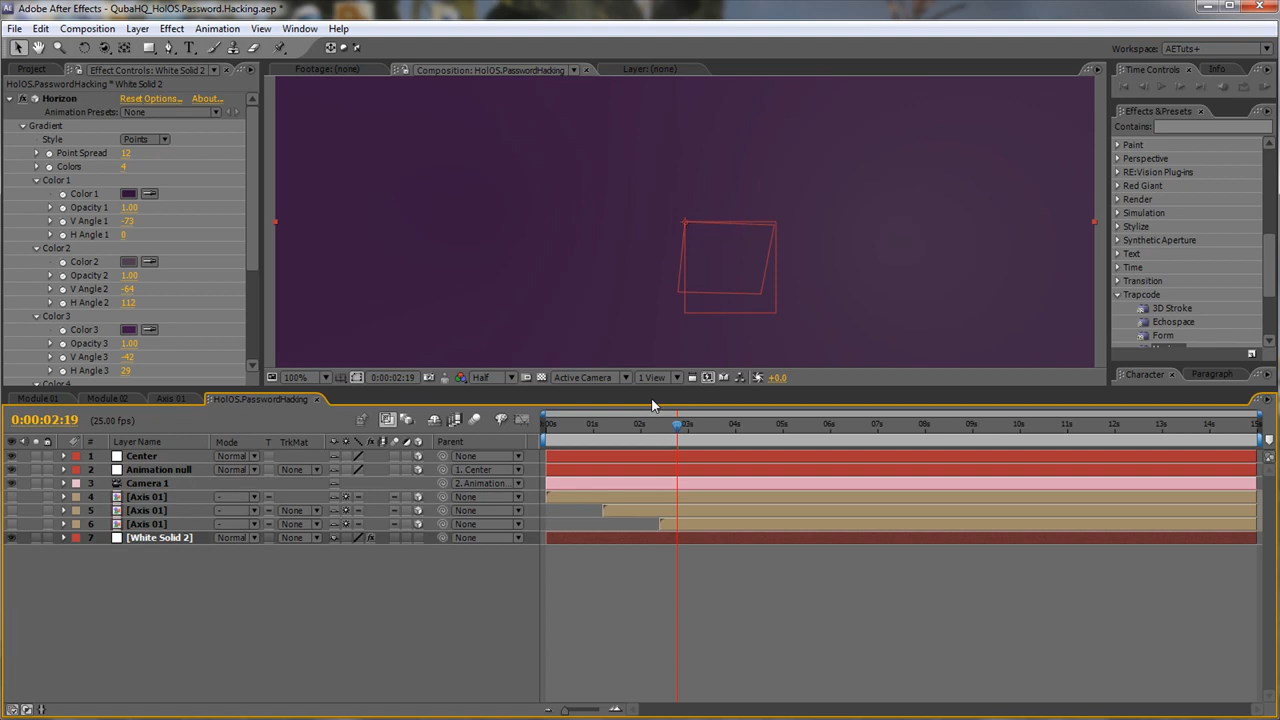 Adobe After Effects - QubaHQ_HolOS.Password.Hacking.aep *
File Edit Composition Layer Effect Animation View Window Help
Workspace: AETuts+
Project Effect Controls: White Solid 2 Footage: (none) Composition: HolOS.PasswordHacking Layer: (none) Time Controls Info
HolOS.PasswordHacking * White Solid 2
Horizon Reset Options... About...
Animation Presets: None
Gradient
Style Points
Point Spread 12
Colors 4
Color 1
Color 1
Opacity 1 1.00
V Angle 1 -73
H Angle 1 0
Color 2
Color 2
Opacity 2 1.00
V Angle 2 -64
H Angle 2 112
Color 3
Color 3
Opacity 3 1.00
V Angle 3 -42
H Angle 3 29
Color 4
Effects & Presets
Contains:
Paint
Perspective
RE:Vision Plug-ins
Red Giant
Render
Simulation
Stylize
Synthetic Aperture
Text
Time
Transition
Trapcode
3D Stroke
Echospace
Form
Character Paragraph
100% 0:00:02:19 Half Active Camera 1 View +0.0
Module 01 Module 02 Axis 01 HolOS.PasswordHacking
0:00:02:19 (25.00 fps)
:00s 01s 02s 03s 04s 05s 06s 07s 08s 09s 10s 11s 12s 13s 14s 15s
# Layer Name Mode T TrkMat Parent
1 Center Normal None
2 Animation null Normal None 1. Center
3 Camera 1 2. Animation
4 [Axis 01] - None
5 [Axis 01] - None None
6 [Axis 01] - None None
7 [White Solid 2] Normal None None